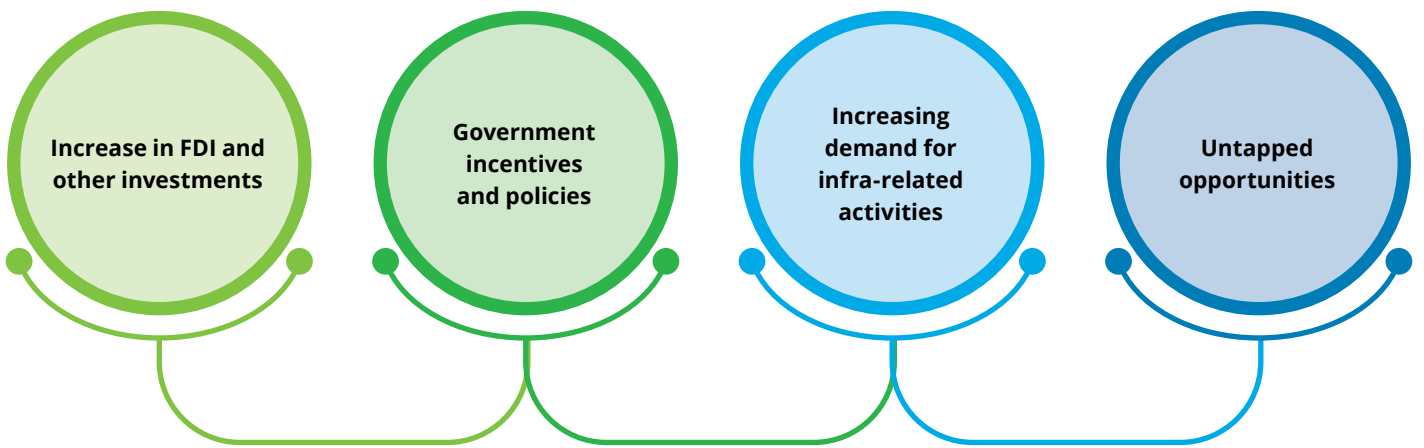 Increase in FDI and
other investments
Government
incentives
and policies
Increasing
demand for
infra-related
activities
Untapped
opportunities